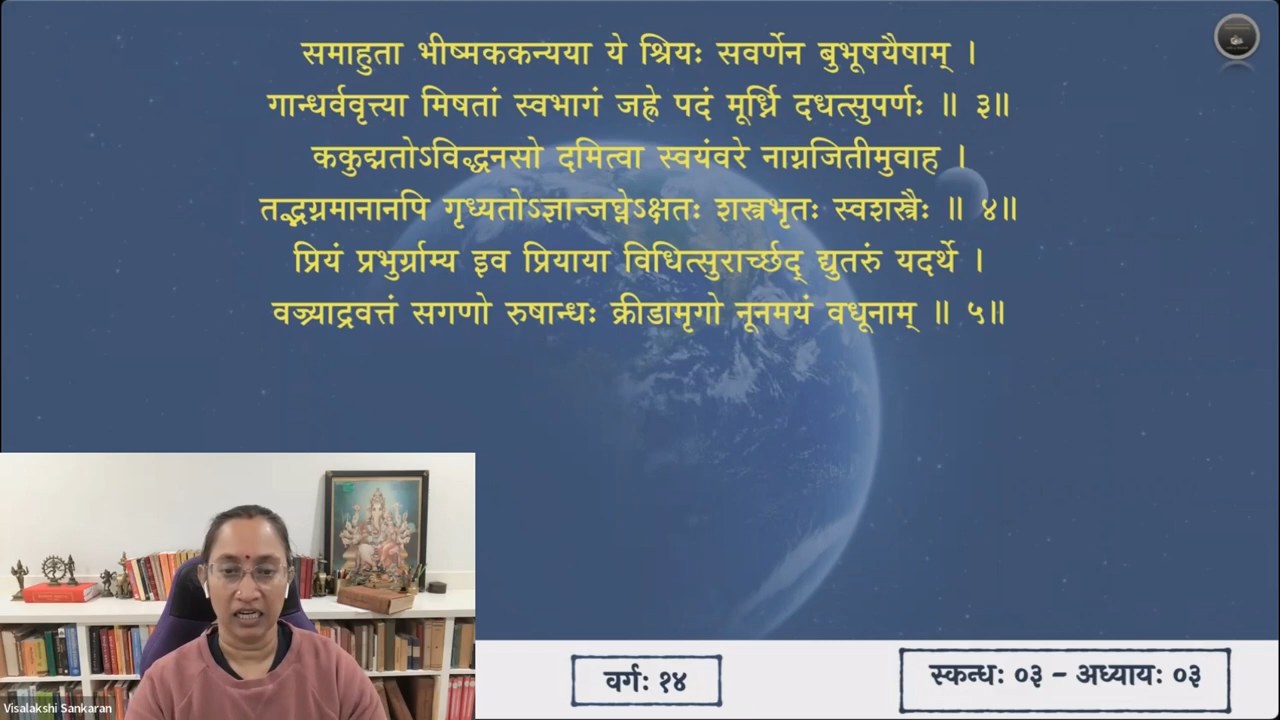 समाहुता भीष्मककन्यया ये श्रियः सवर्णेन बुभूषयैषाम् ।
गान्धर्ववृत्त्या मिषतां स्वभागं जह्रे पदं मूर्ध्नि दधत्सुपर्णः ॥ ३॥
ककुद्मतोऽविद्धनसो दमित्वा स्वयंवरे नाग्नजितीमुवाह ।
तद्भग्नमानानपि गृध्यतोऽज्ञान्जघ्नेऽक्षतः शस्त्रभृतः स्वशस्त्रैः ॥ ४॥
प्रियं प्रभुर्ग्राम्य इव प्रियाया विधित्सुरार्च्छद् द्युतरुं यदर्थे ।
वज्र्याद्रवत्तं सगणो रुषान्धः क्रीडामृगो नूनमयं वधूनाम् ॥ ५॥
Visalakshi Sankaran
वर्गः १४
स्कन्धः ०३ - अध्यायः ०३